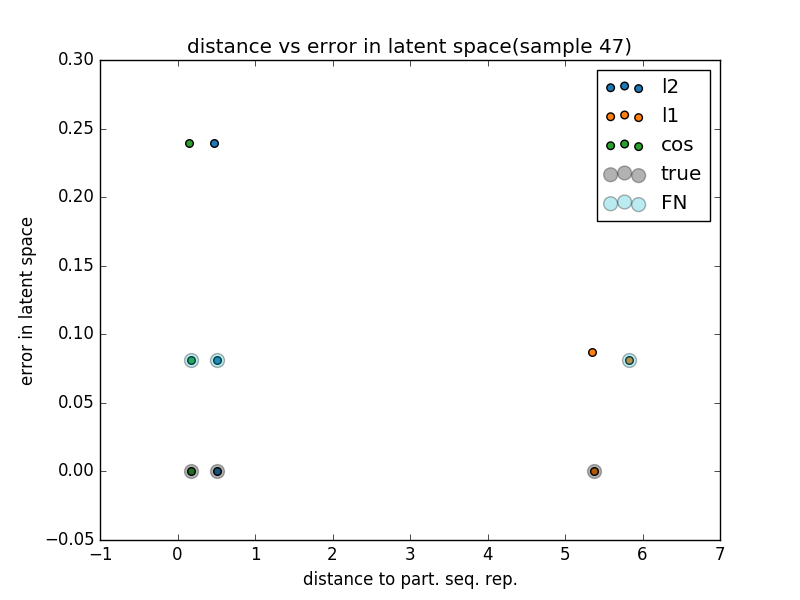 distance vs error in latent space(sample 47)
0.30
0.25
0.20
0.15
0.10
0.05
0.00
−0.05
error in latent space
l2
l1
cos
true
FN
−1 0 1 2 3 4 5 6 7
distance to part. seq. rep.